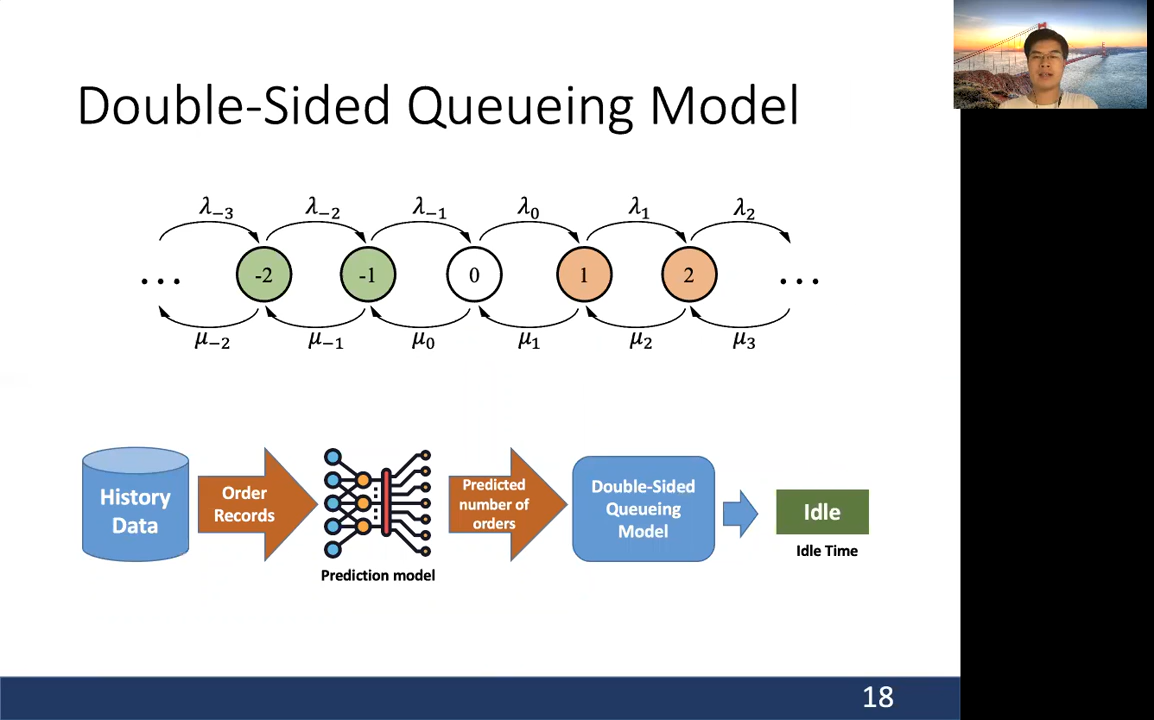 Double-Sided Queueing Model
λ₋₃ λ₋₂ λ₋₁ λ₀ λ₁ λ₂
... -2 -1 0 1 2 ...
μ₋₂ μ₋₁ μ₀ μ₁ μ₂ μ₃
History
Data
Order
Records
Prediction model
Predicted
number of
orders
Double-Sided
Queueing
Model
Idle
Idle Time
18